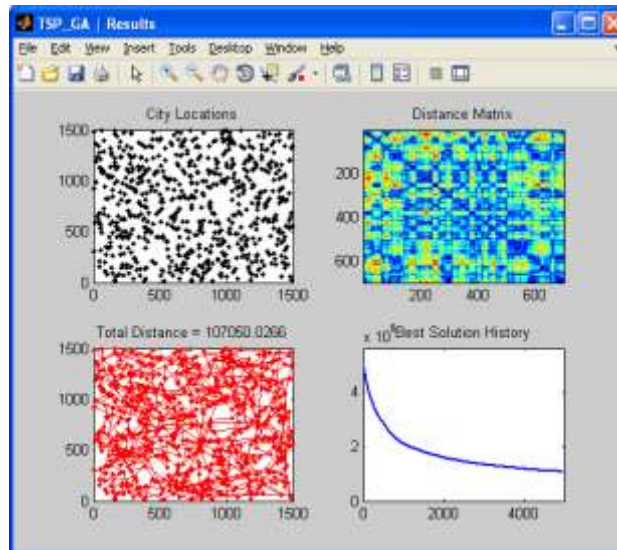 TSP_GA | Results
File Edit View Insert Tools Desktop Window Help
City Locations
1500
1000
500
0
0 500 1000 1500
Distance Matrix
200
400
600
200 400 600
Total Distance = 107050.0266
1500
1000
500
0
0 500 1000 1500
x 10
Best Solution History
4
2
0
0 2000 4000